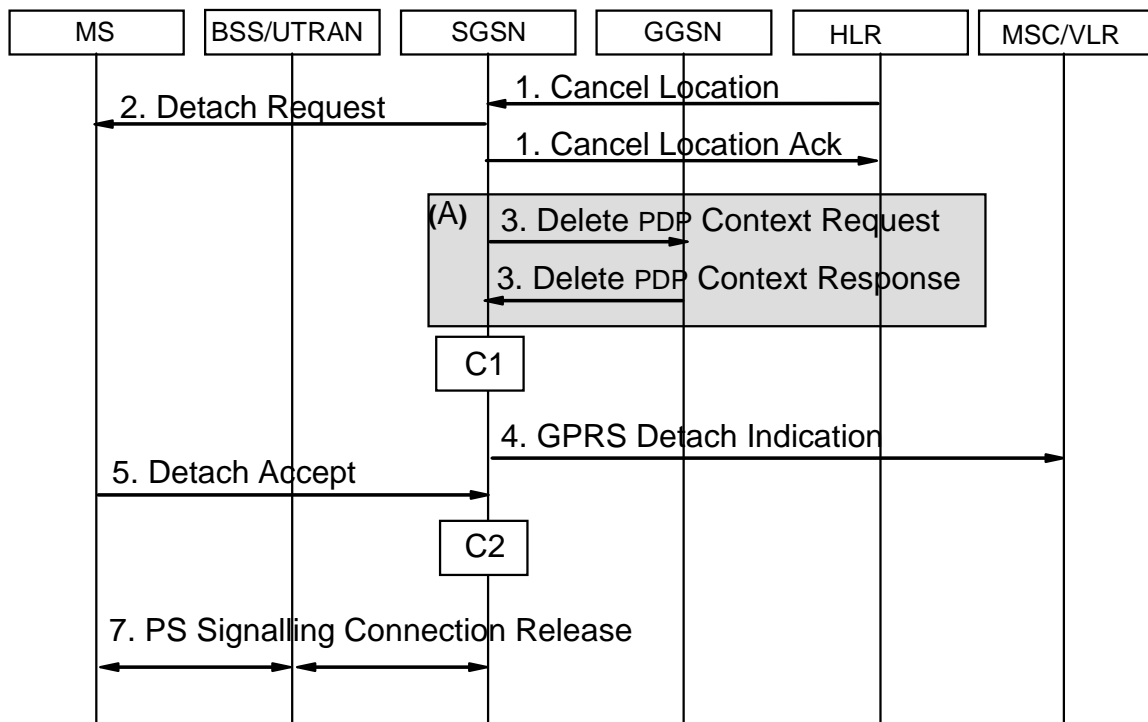 MS
BSS/UTRAN
SGSN
GGSN
HLR
MSC/VLR
1. Cancel Location
2. Detach Request
1. Cancel Location Ack
(A)
3. Delete PDP Context Request
3. Delete PDP Context Response
C1
4. GPRS Detach Indication
5. Detach Accept
C2
7. PS Signalling Connection Release